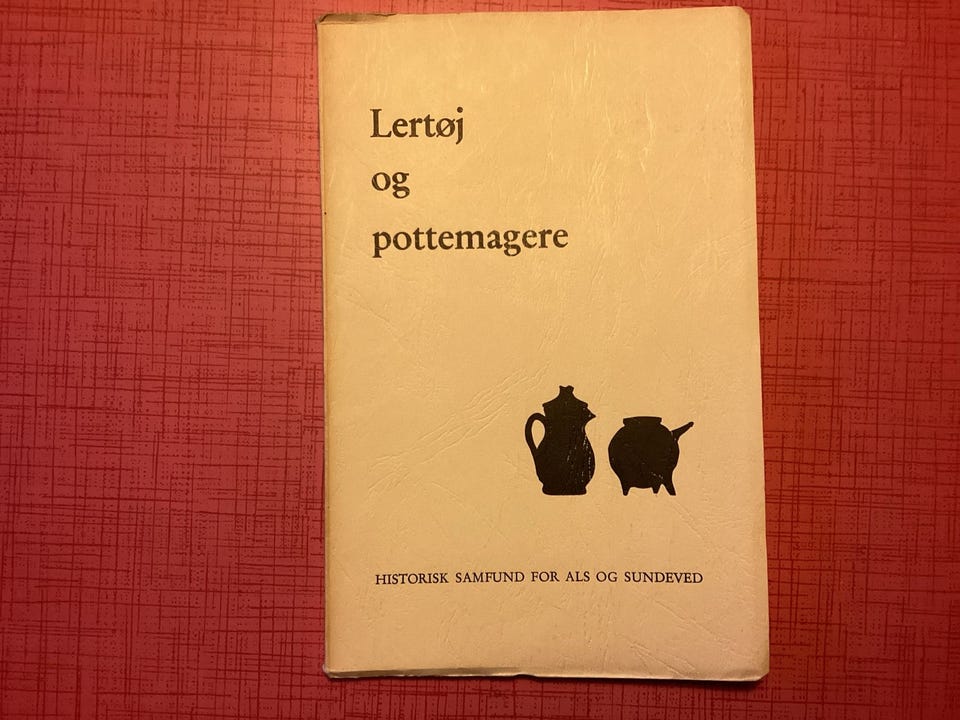 Lertøj
og
pottemagere
HISTORISK SAMFUND FOR ALS OG SUNDEVED